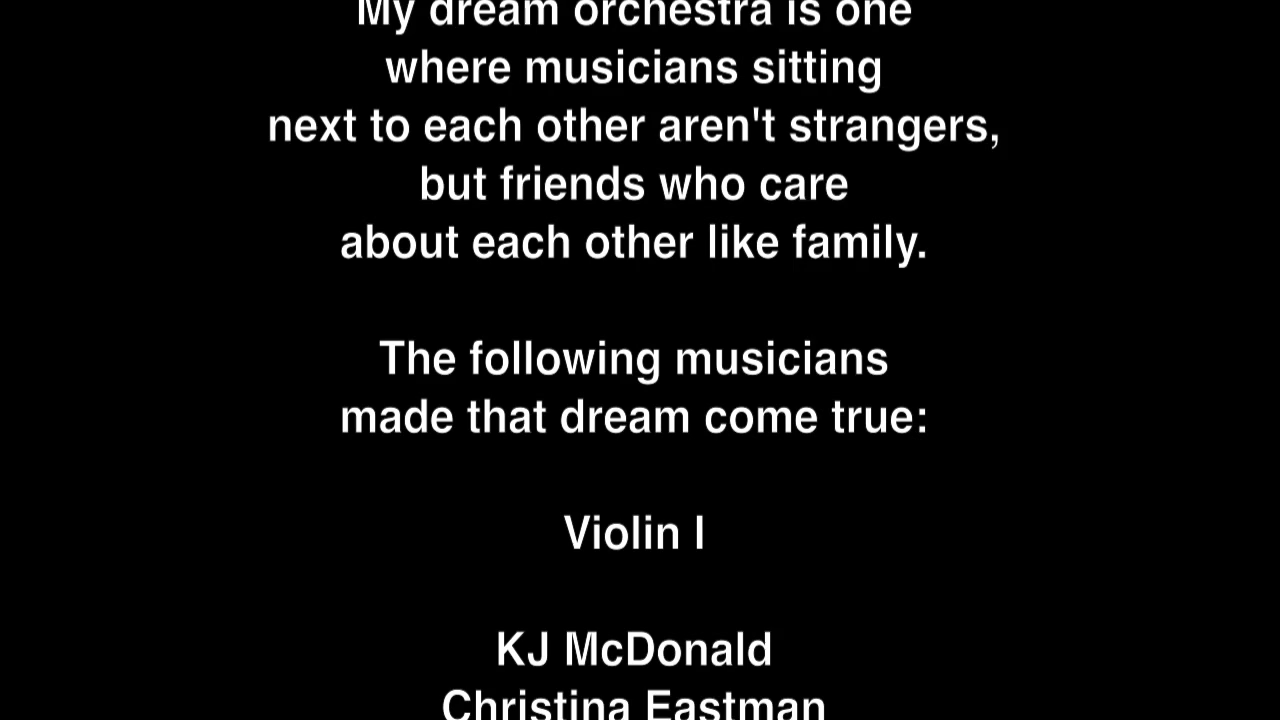 My dream orchestra is one
where musicians sitting
next to each other aren't strangers,
but friends who care
about each other like family.
The following musicians
made that dream come true:
Violin I
KJ McDonald
Christina Eastman